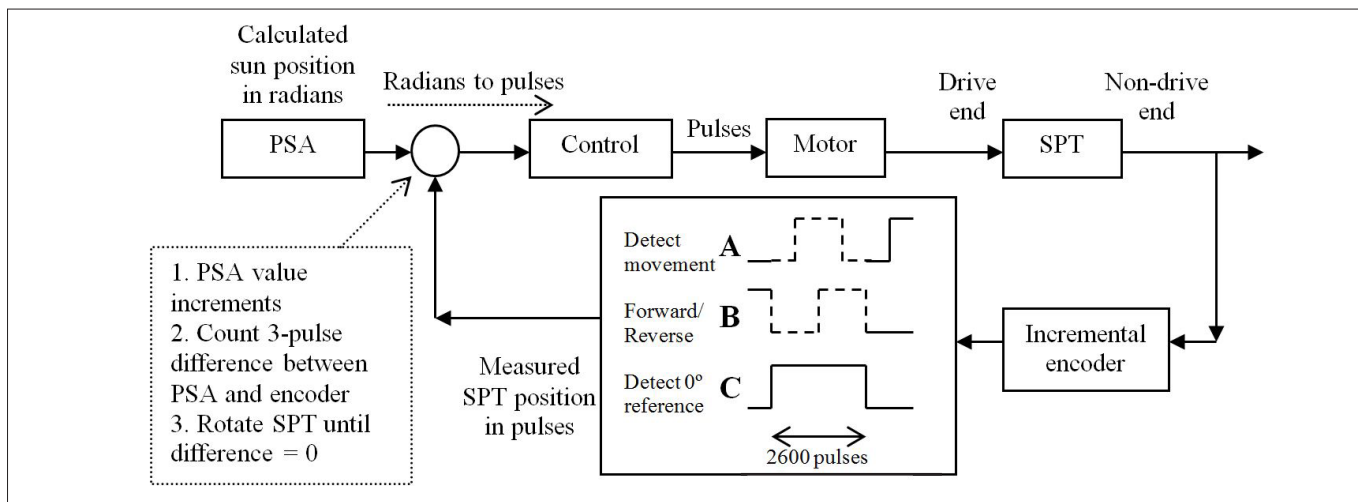 Calculated
sun position
in radians
Radians to pulses
PSA
Control
Pulses
Motor
Drive
end
SPT
Non-drive
end
1. PSA value
increments
2. Count 3-pulse
difference between
PSA and encoder
3. Rotate SPT until
difference = 0
Measured
SPT position
in pulses
Detect
movement
A
Forward/
Reverse
B
Detect 0º
reference
C
2600 pulses
Incremental
encoder